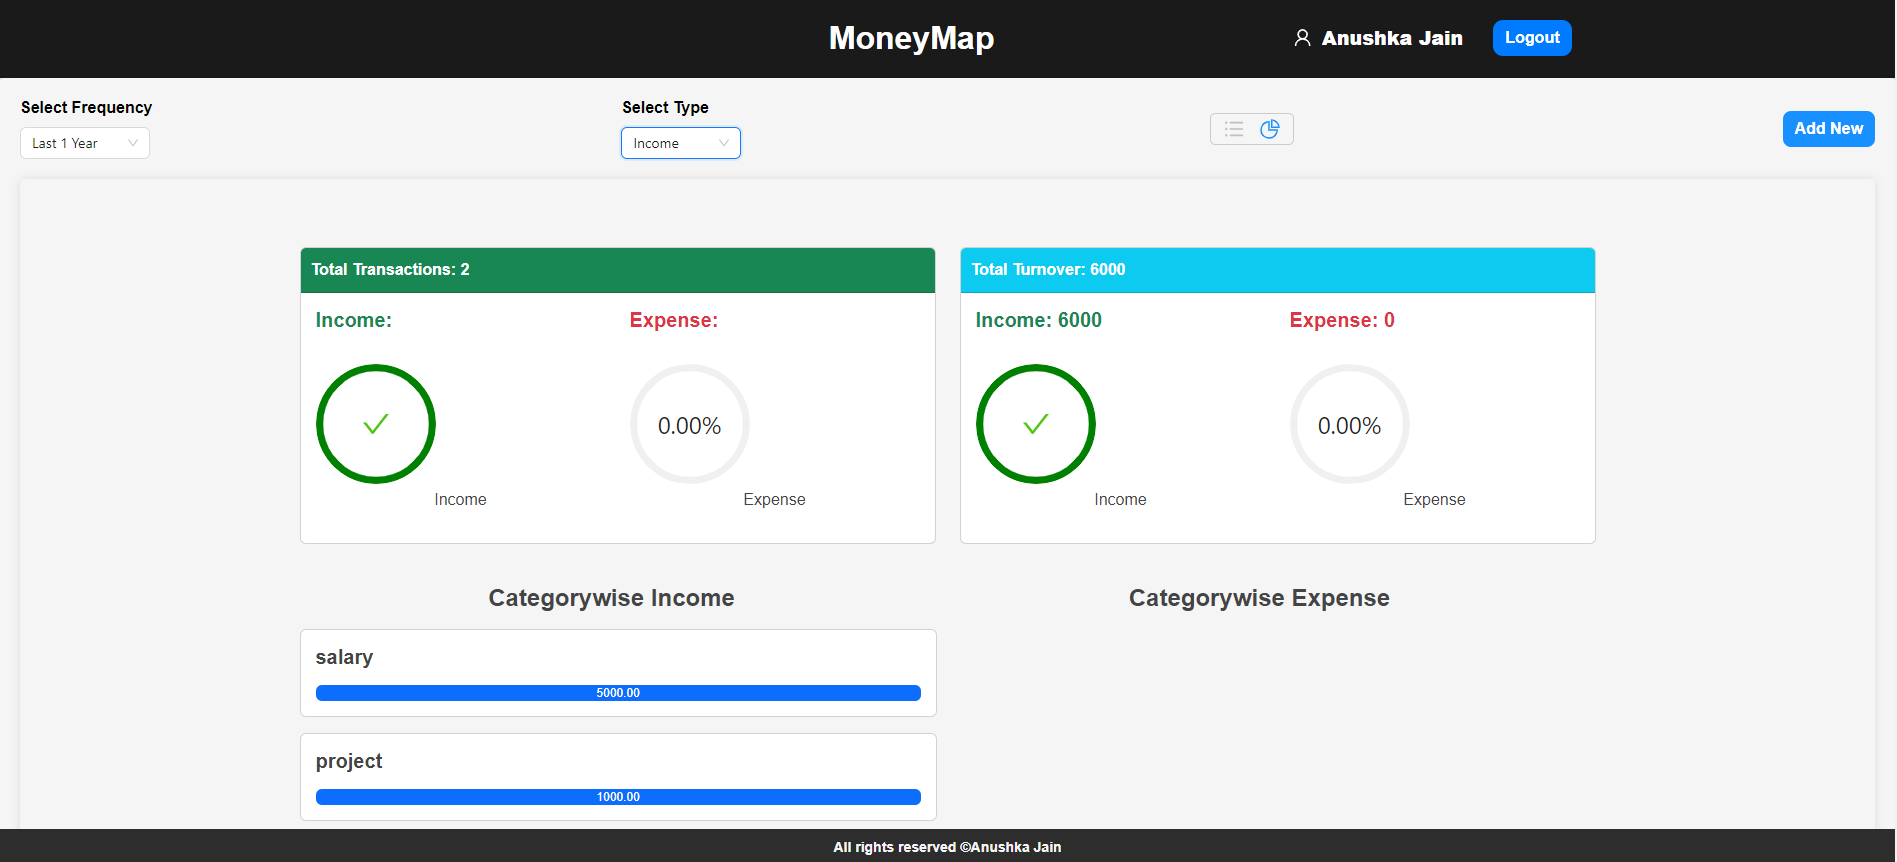 MoneyMap
Anushka Jain
Logout
Select Frequency
Last 1 Year
Select Type
Income
Add New
Total Transactions: 2
Income:
Expense:
0.00%
Income
Expense
Total Turnover: 6000
Income: 6000
Expense: 0
0.00%
Income
Expense
Categorywise Income
salary
5000.00
project
1000.00
Categorywise Expense
All rights reserved ©Anushka Jain